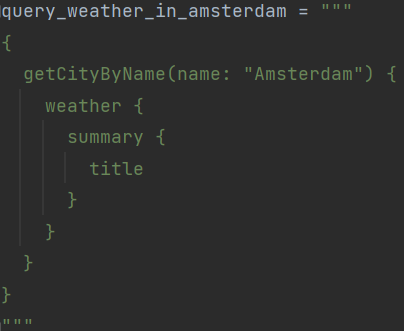 query_weather_in_amsterdam = """
{
  getCityByName(name: "Amsterdam") {
    weather {
      summary {
        title
      }
    }
  }
}
"""